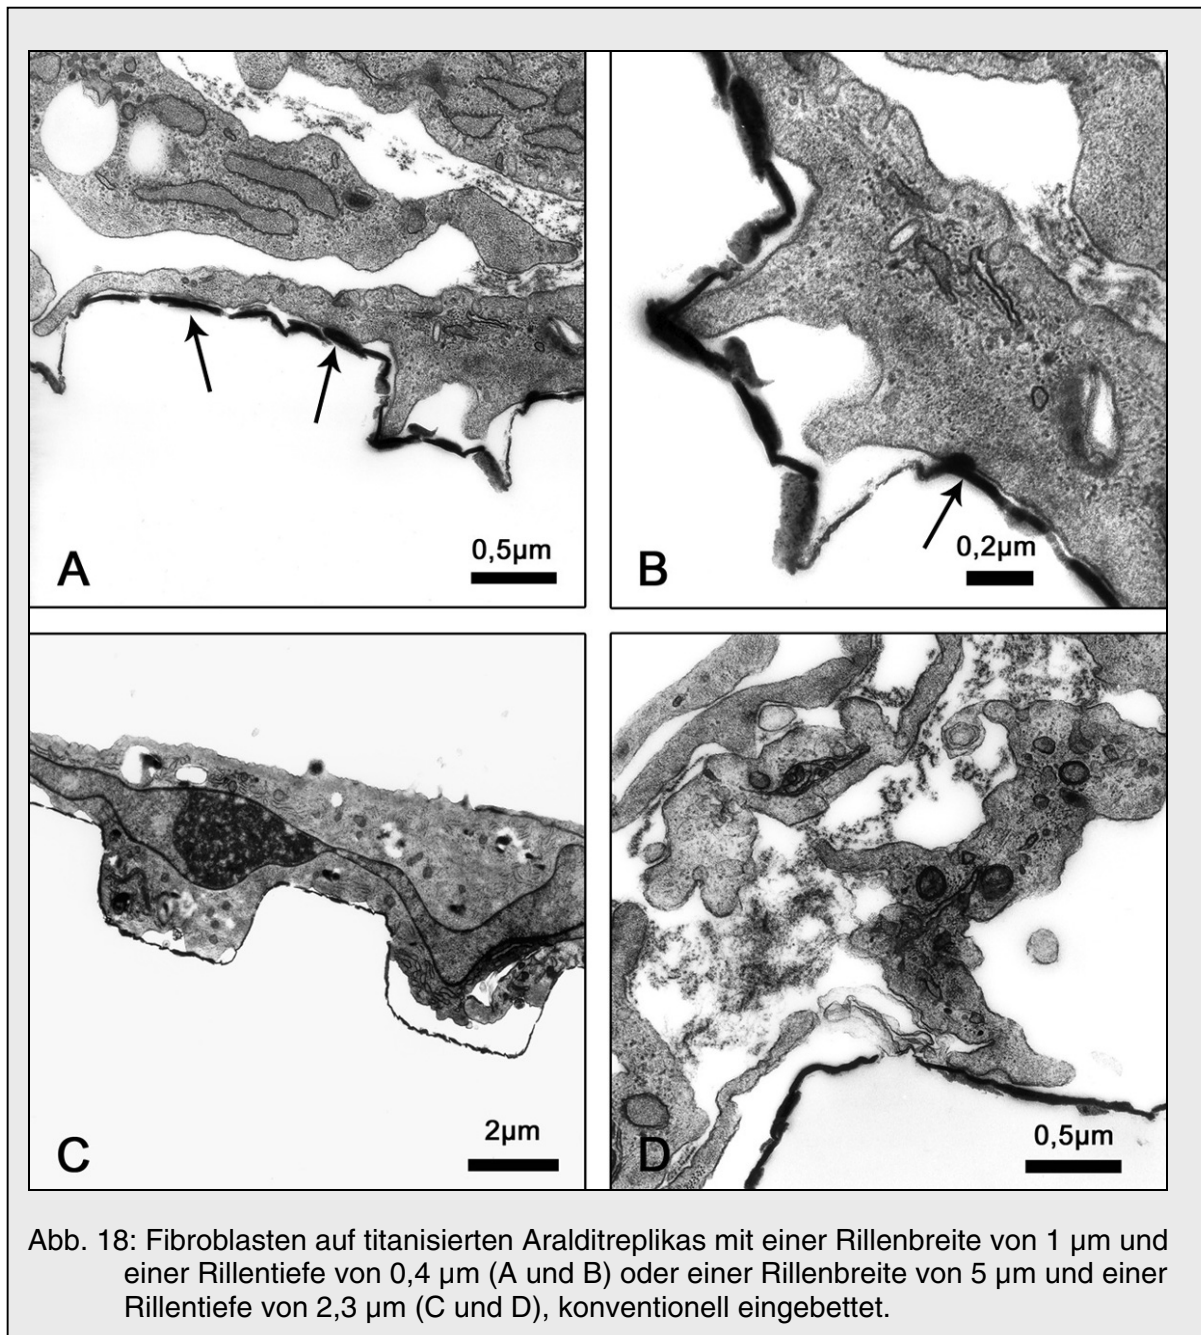 0,5µm
A
0,2µm
B
2µm
C
0,5µm
D
Abb. 18: Fibroblasten auf titanisierten Aralditreplikas mit einer Rillenbreite von 1 µm und
einer Rillentiefe von 0,4 µm (A und B) oder einer Rillenbreite von 5 µm und einer
Rillentiefe von 2,3 µm (C und D), konventionell eingebettet.